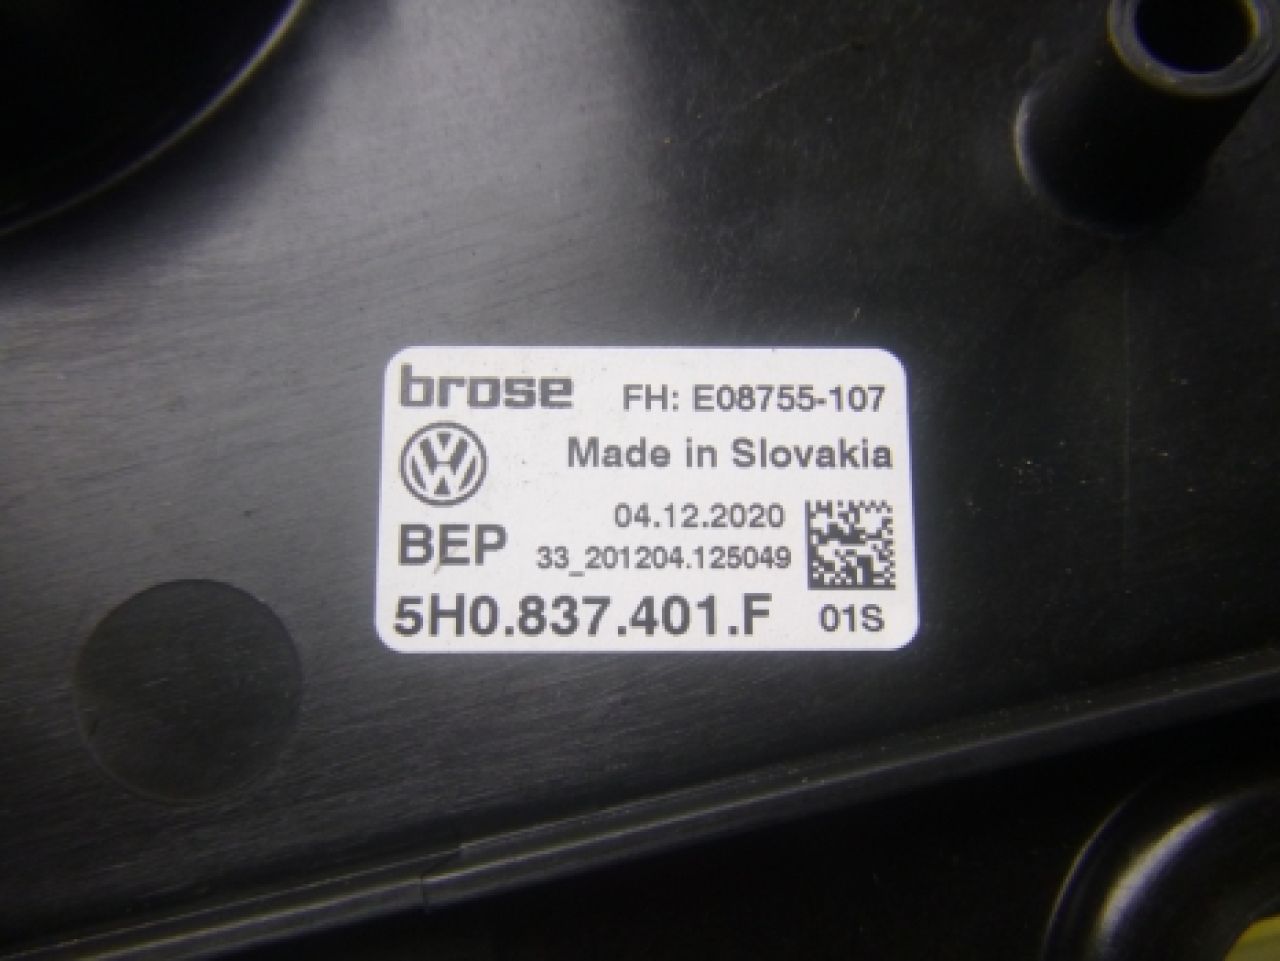 brose FH: E08755-107
Made in Slovakia
04.12.2020
BEP 33_201204.125049
5H0.837.401.F 01S